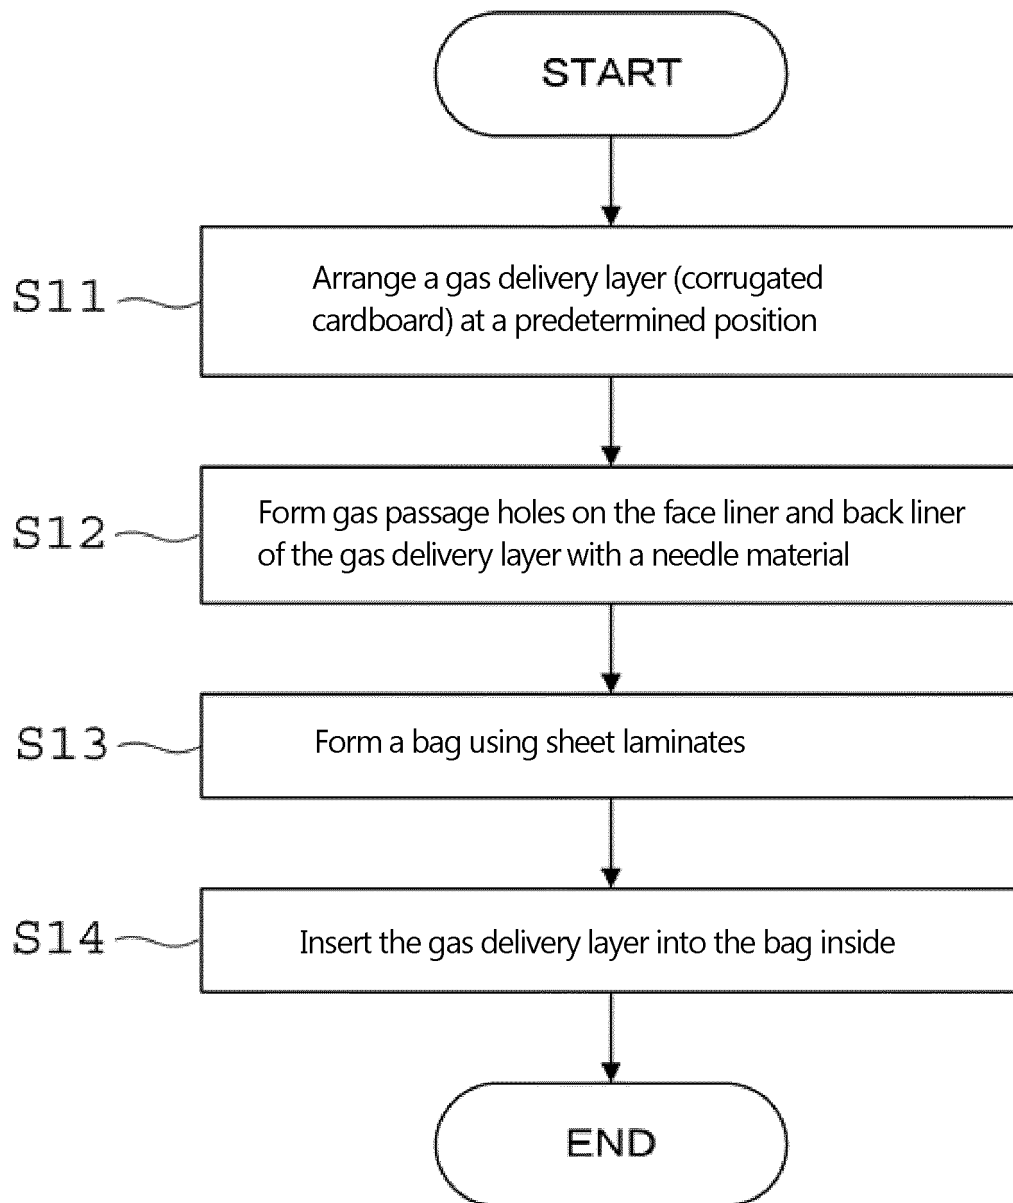 START
S11
Arrange a gas delivery layer (corrugated
cardboard) at a predetermined position
S12
Form gas passage holes on the face liner and back liner
of the gas delivery layer with a needle material
S13
Form a bag using sheet laminates
S14
Insert the gas delivery layer into the bag inside
END